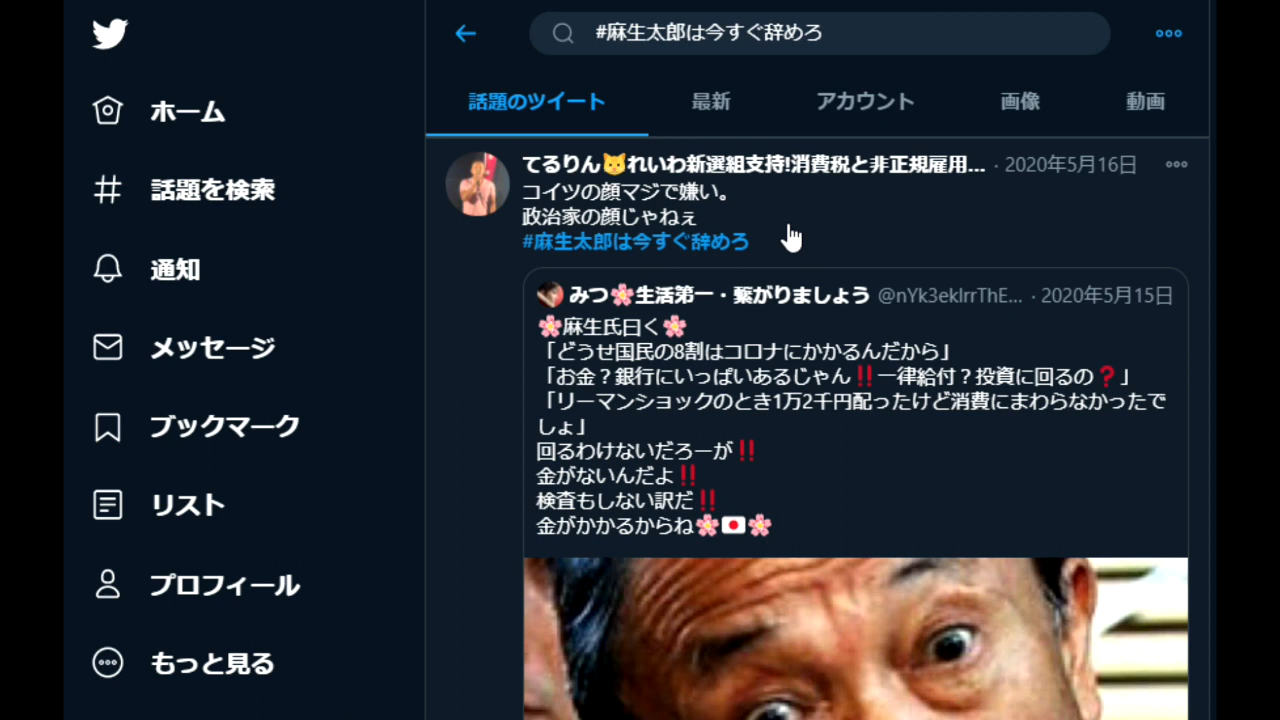 #麻生太郎は今すぐ辞めろ
話題のツイート 最新 アカウント 画像 動画
ホーム
話題を検索
通知
メッセージ
ブックマーク
リスト
プロフィール
もっと見る
てるりん🐱れいわ新選組支持!消費税と非正規雇用... · 2020年5月16日
コイツの顔マジで嫌い。
政治家の顔じゃねぇ
#麻生太郎は今すぐ辞めろ
みつ🌸生活第一・繋がりましょう @nYk3eklrrThE... · 2020年5月15日
🌸麻生氏曰く🌸
「どうせ国民の8割はコロナにかかるんだから」
「お金？銀行にいっぱいあるじゃん‼️一律給付？投資に回るの❓」
「リーマンショックのとき1万2千円配ったけど消費にまわらなかったで
しょ」
回るわけないだろーが‼️
金がないんだよ‼️
検査もしない訳だ‼️
金がかかるからね🌸🇯🇵🌸